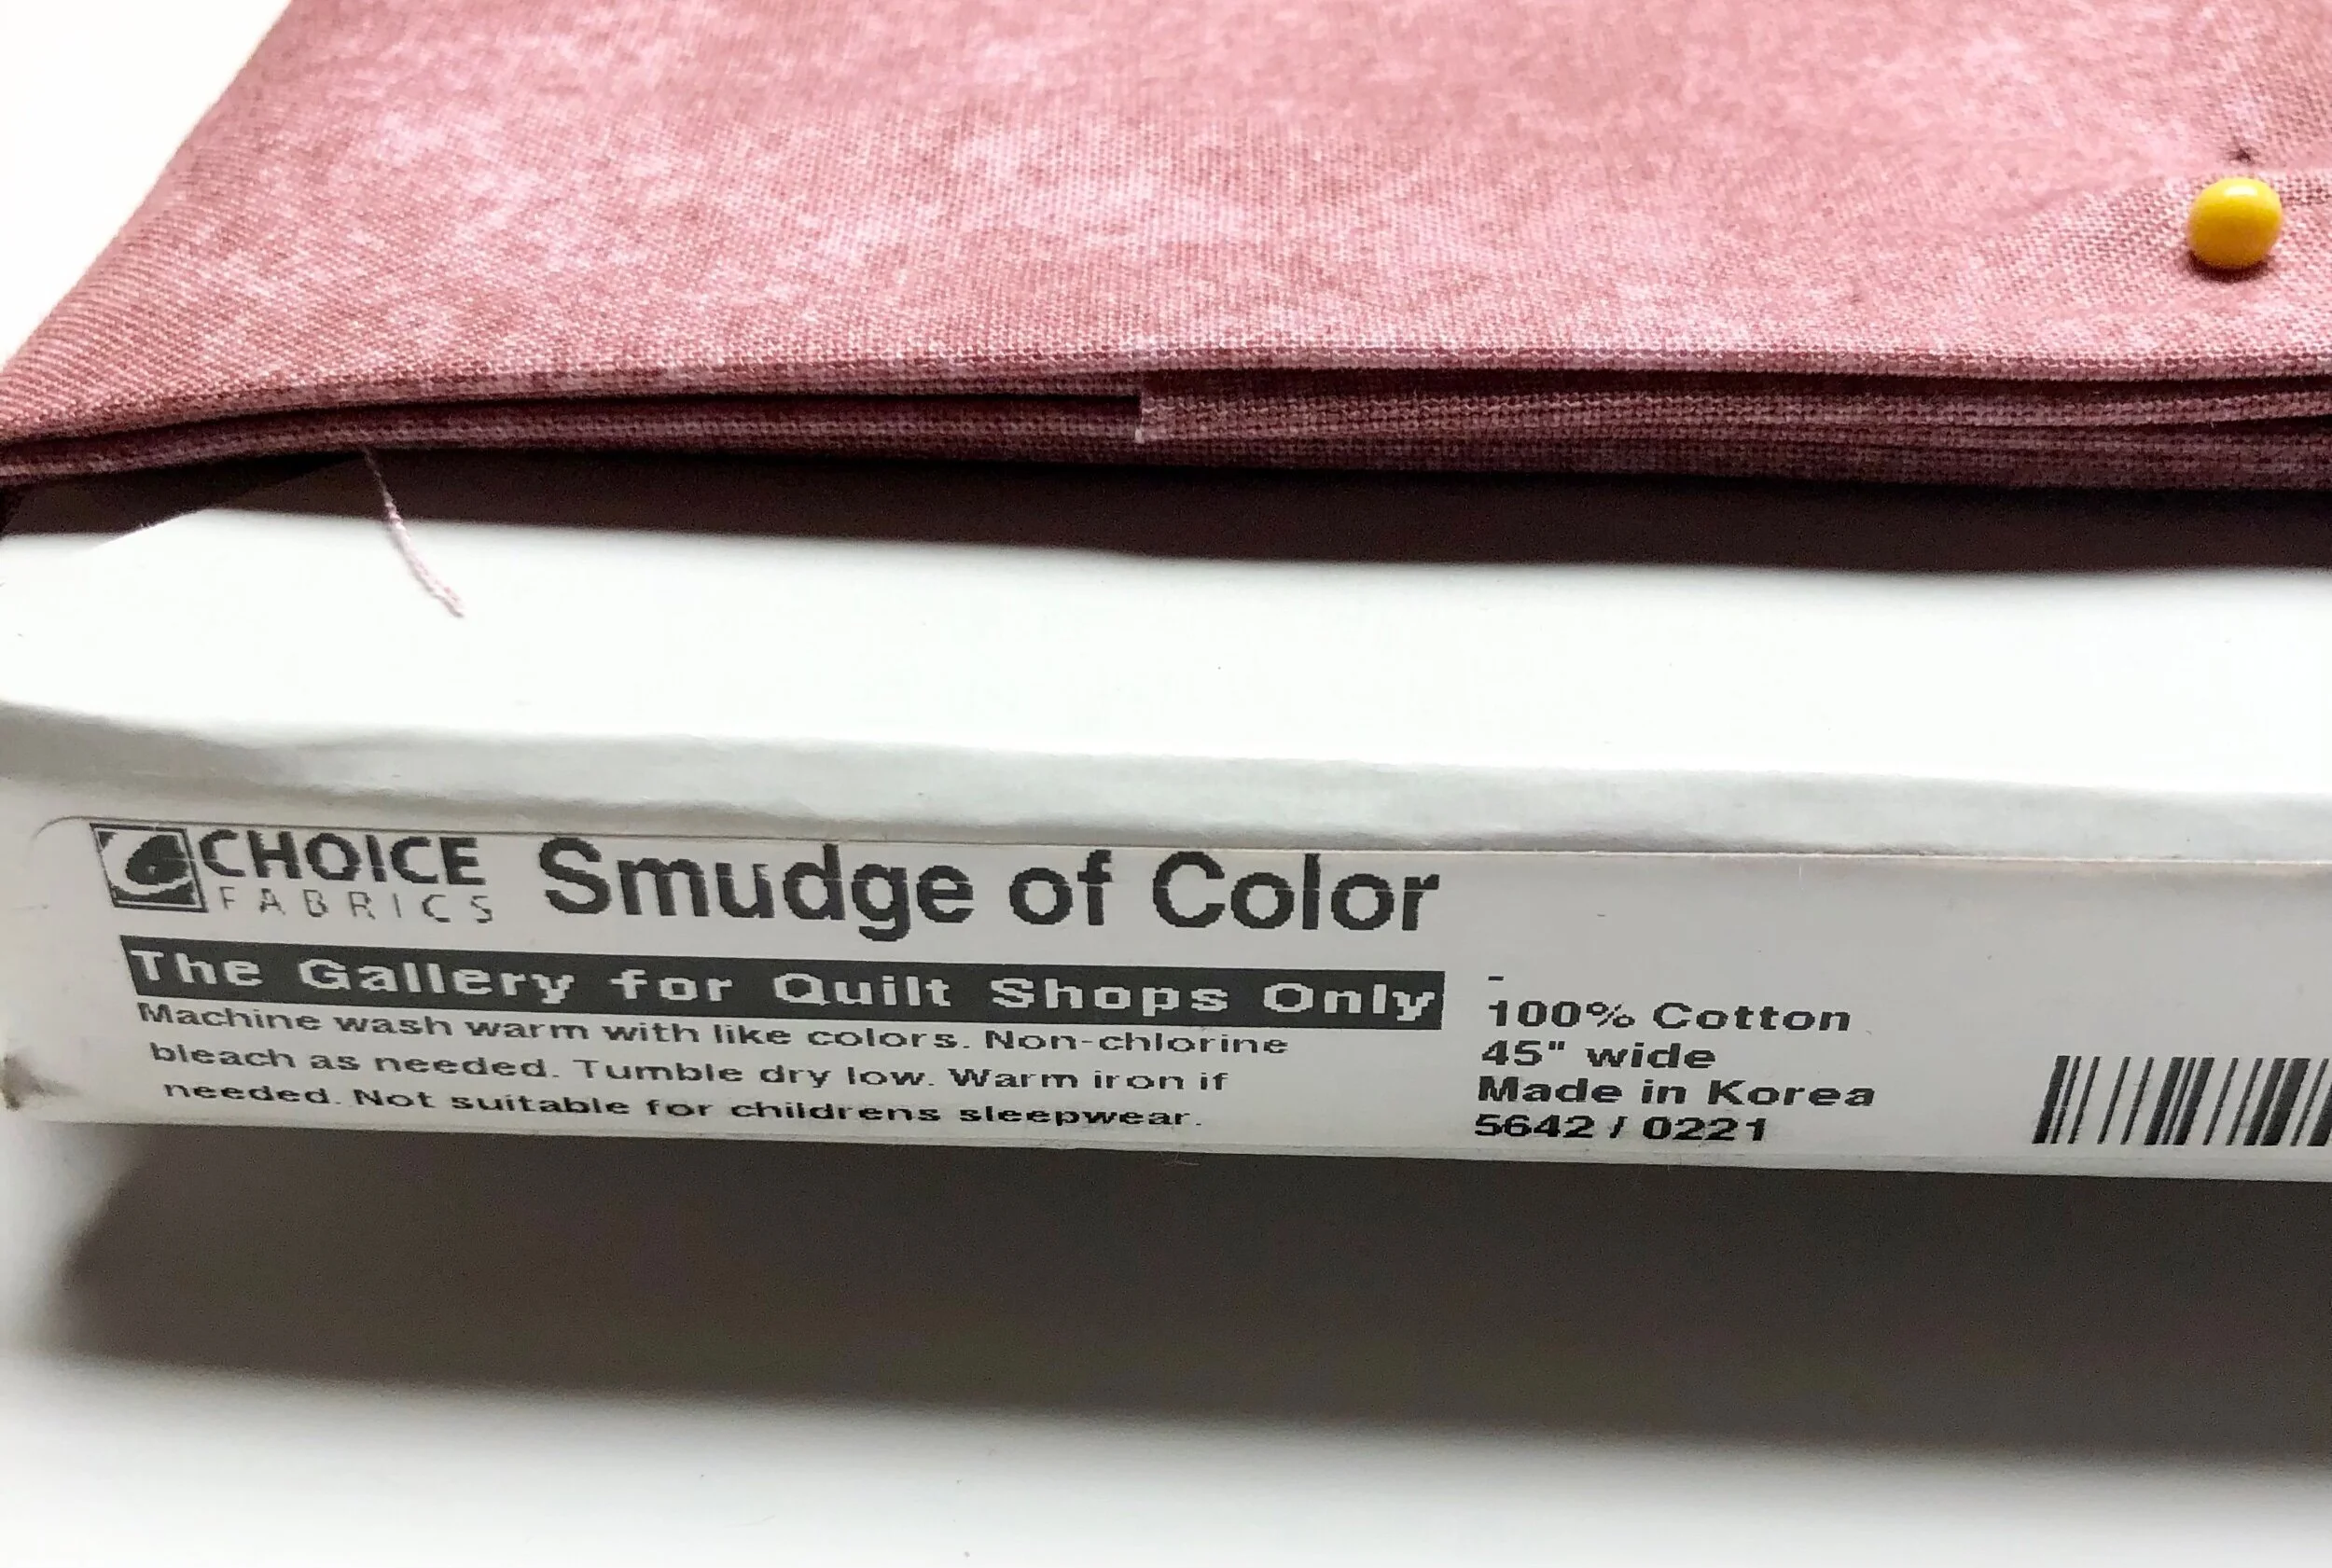 CHOICE
FABRICS
Smudge of Color
The Gallery for Quilt Shops Only
Machine wash warm with like colors. Non-chlorine
bleach as needed. Tumble dry low. Warm iron if
needed. Not suitable for childrens sleepwear.
-
100% Cotton
45" wide
Made in Korea
5642 / 0221